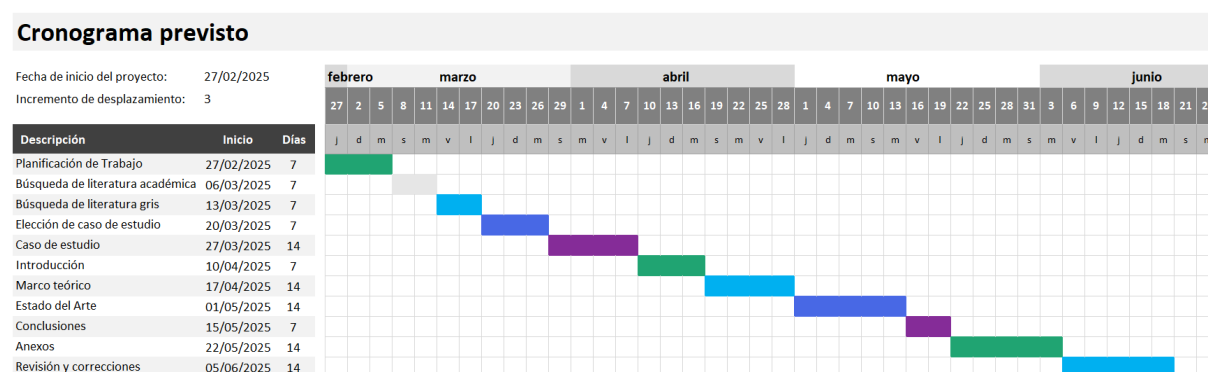 Cronograma previsto
Fecha de inicio del proyecto: 27/02/2025
Incremento de desplazamiento: 3
febrero marzo abril mayo junio
27 2 5 8 11 14 17 20 23 26 29 1 4 7 10 13 16 19 22 25 28 1 4 7 10 13 16 19 22 25 28 31 3 6 9 12 15 18 21
Descripción Inicio Días j d m s m v l j d m s m v l j d m s m v l j d m s m v l j d m s m v l j d m s
Planificación de Trabajo 27/02/2025 7
Búsqueda de literatura académica 06/03/2025 7
Búsqueda de literatura gris 13/03/2025 7
Elección de caso de estudio 20/03/2025 7
Caso de estudio 27/03/2025 14
Introducción 10/04/2025 7
Marco teórico 17/04/2025 14
Estado del Arte 01/05/2025 14
Conclusiones 15/05/2025 7
Anexos 22/05/2025 14
Revisión y correcciones 05/06/2025 14